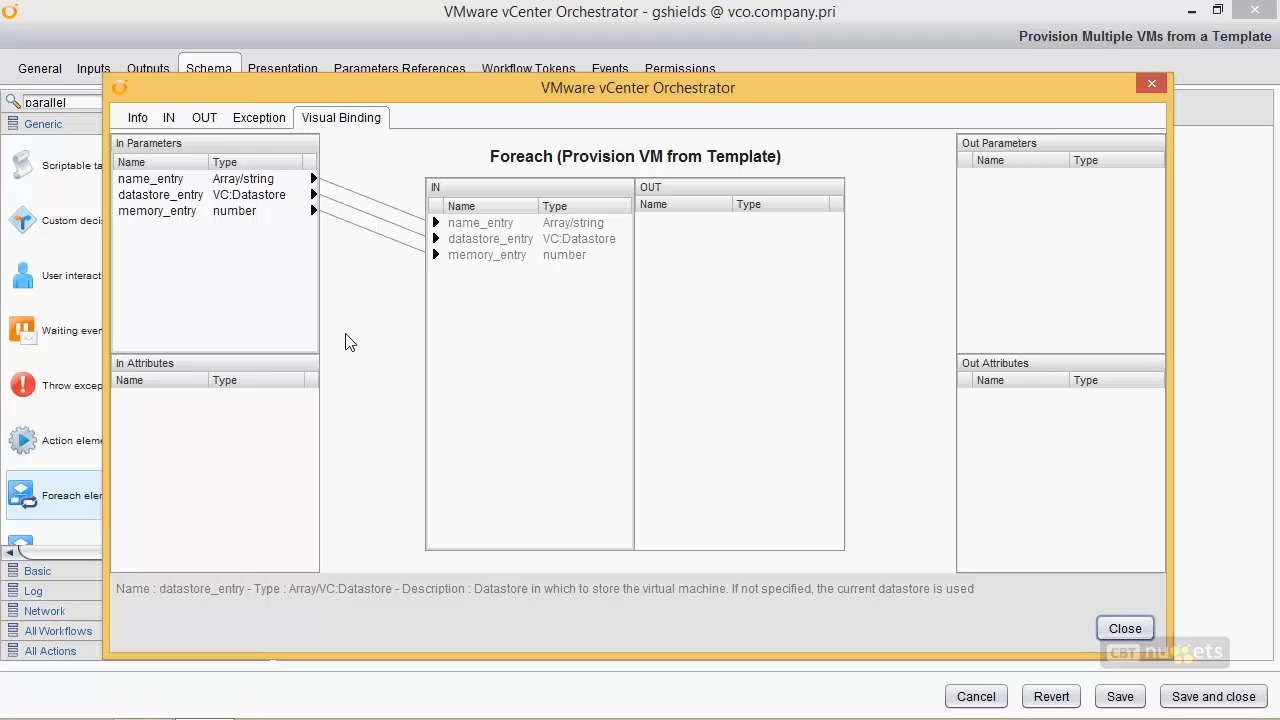 VMware vCenter Orchestrator - gshields @ vco.company.pri
Provision Multiple VMs from a Template
General Inputs Outputs Schema Presentation Parameters References Workflow Tokens Events Permissions
parallel
Generic
Scriptable ta
Custom decis
User interact
Waiting even
Throw excep
Action eleme
Foreach elem
Basic
Log
Network
All Workflows
All Actions
VMware vCenter Orchestrator
Info IN OUT Exception Visual Binding
In Parameters
Name Type
name_entry Array/string
datastore_entry VC:Datastore
memory_entry number
In Attributes
Name Type
Foreach (Provision VM from Template)
IN OUT
Name Type Name Type
name_entry Array/string
datastore_entry VC:Datastore
memory_entry number
Out Parameters
Name Type
Out Attributes
Name Type
Name : datastore_entry - Type : Array/VC:Datastore - Description : Datastore in which to store the virtual machine. If not specified, the current datastore is used
Close
CBT nuggets
Cancel Revert Save Save and close